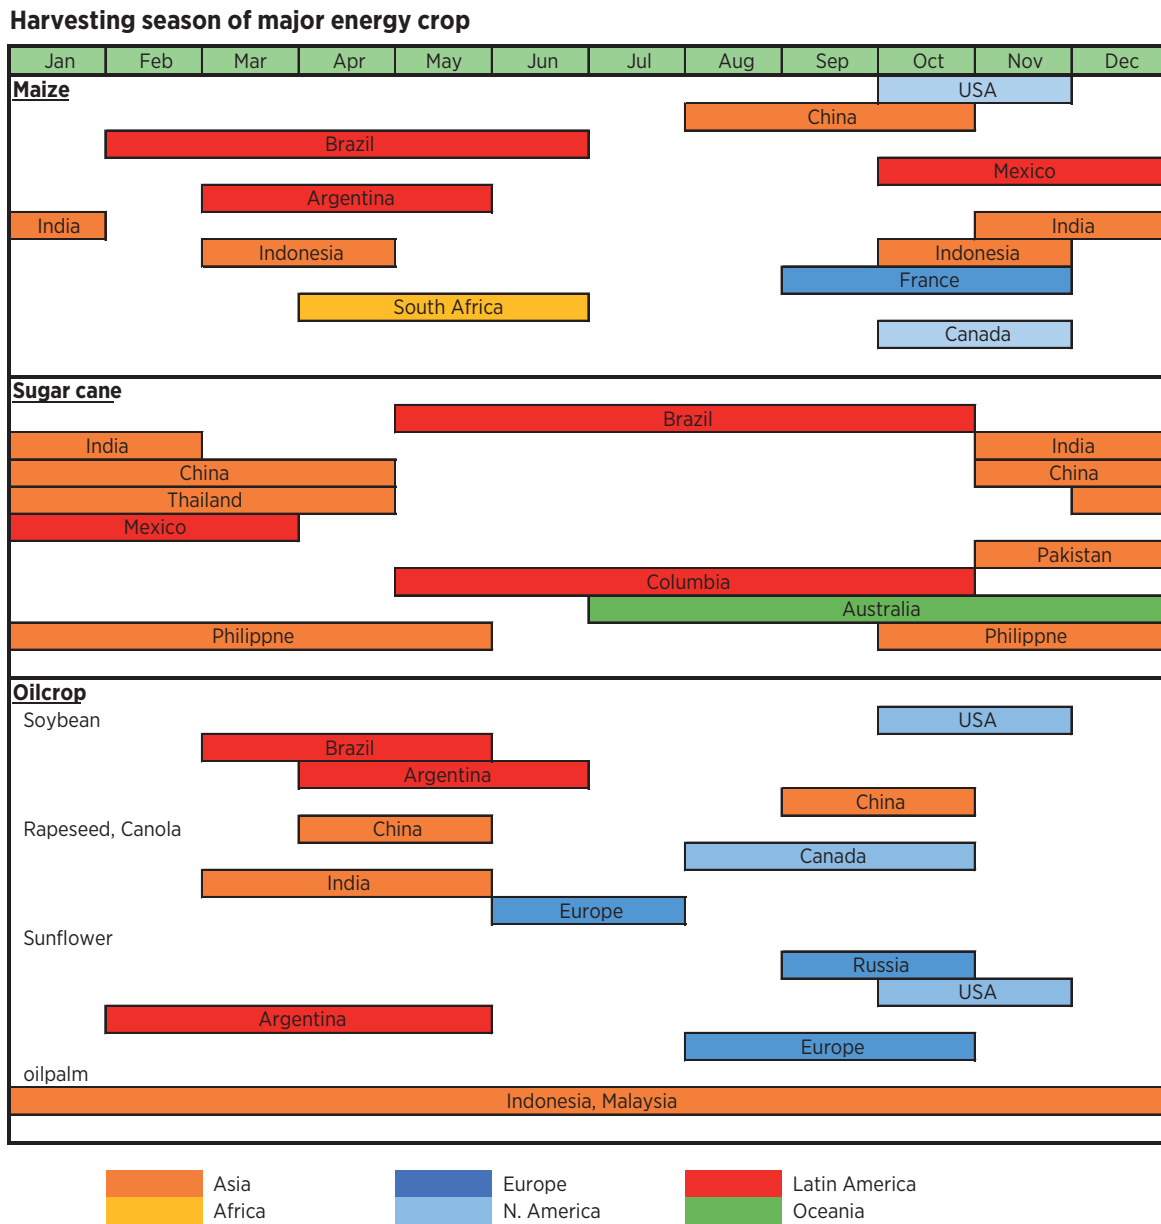 Harvesting season of major energy crop
Jan Feb Mar Apr May Jun Jul Aug Sep Oct Nov Dec
Maize
USA
China
Brazil
Mexico
Argentina
India India
Indonesia Indonesia
France
South Africa
Canada
Sugar cane
Brazil
India India
China China
Thailand
Mexico
Pakistan
Columbia
Australia
Philippne Philippne
Oilcrop
Soybean USA
Brazil
Argentina
China
Rapeseed, Canola China
Canada
India
Europe
Sunflower
Russia
USA
Argentina
Europe
oilpalm
Indonesia, Malaysia
Asia Europe Latin America
Africa N. America Oceania